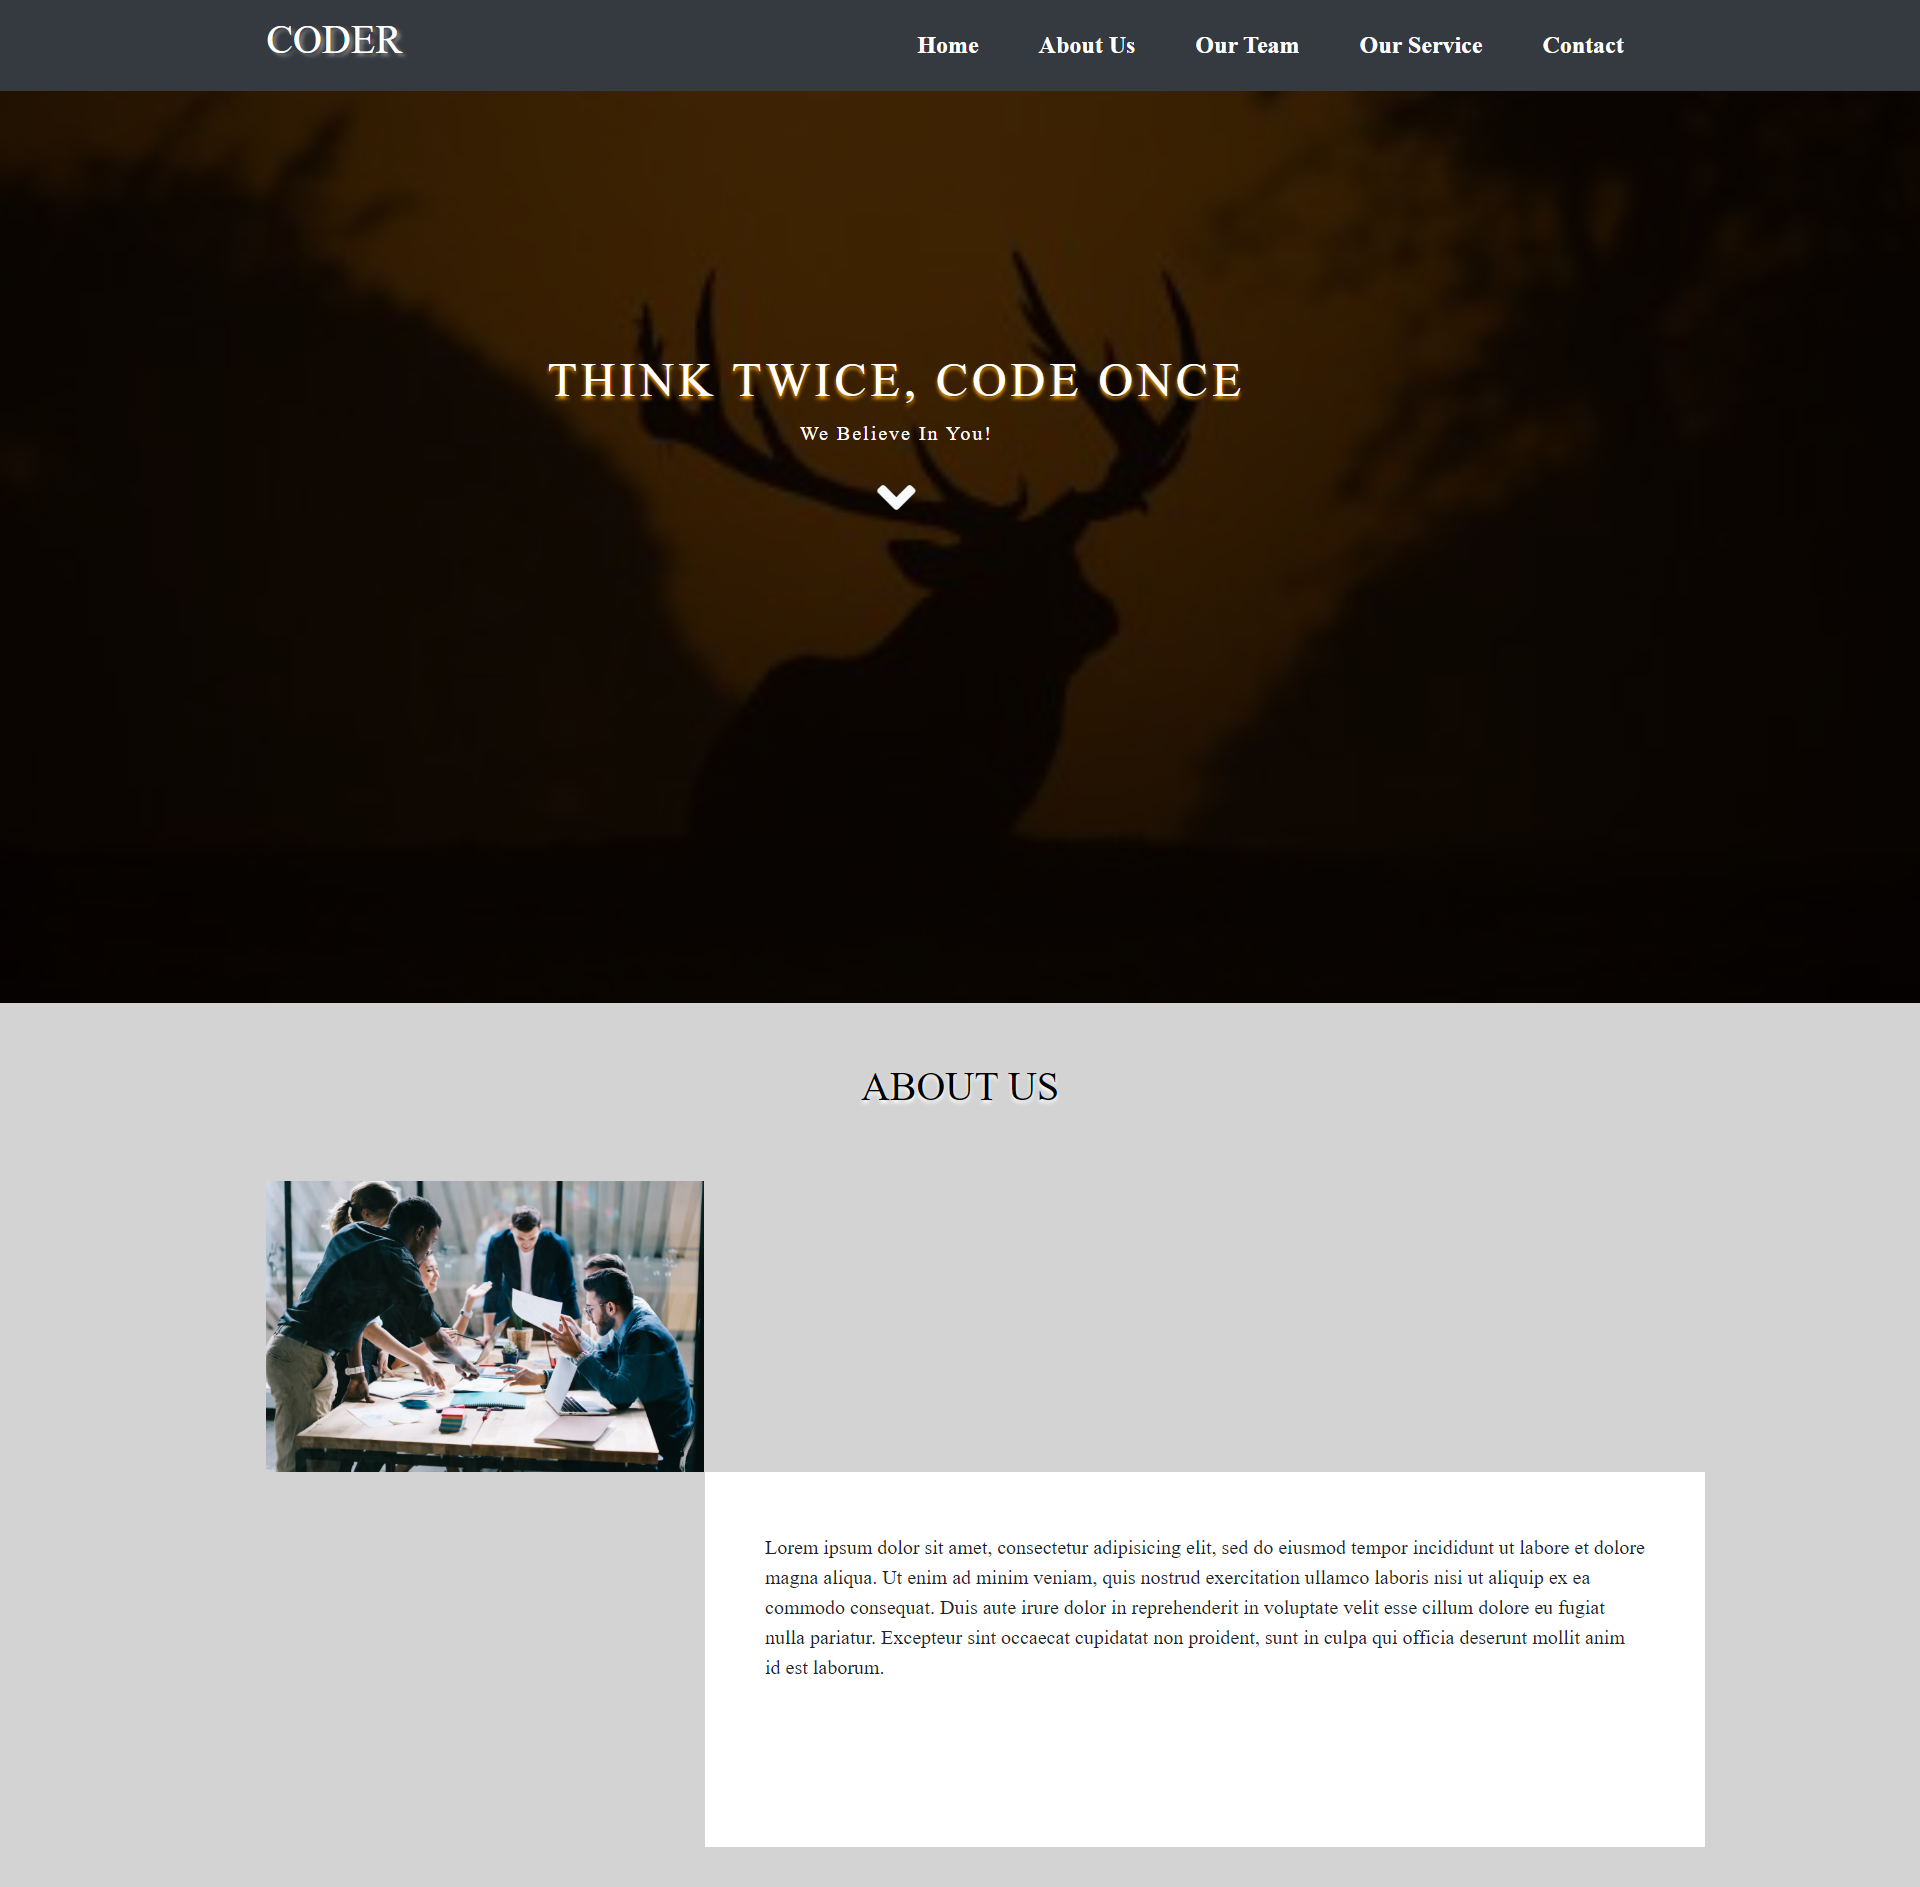 CODER
Home About Us Our Team Our Service Contact
THINK TWICE, CODE ONCE
We Believe In You!
ABOUT US
Lorem ipsum dolor sit amet, consectetur adipisicing elit, sed do eiusmod tempor incididunt ut labore et dolore
magna aliqua. Ut enim ad minim veniam, quis nostrud exercitation ullamco laboris nisi ut aliquip ex ea
commodo consequat. Duis aute irure dolor in reprehenderit in voluptate velit esse cillum dolore eu fugiat
nulla pariatur. Excepteur sint occaecat cupidatat non proident, sunt in culpa qui officia deserunt mollit anim
id est laborum.